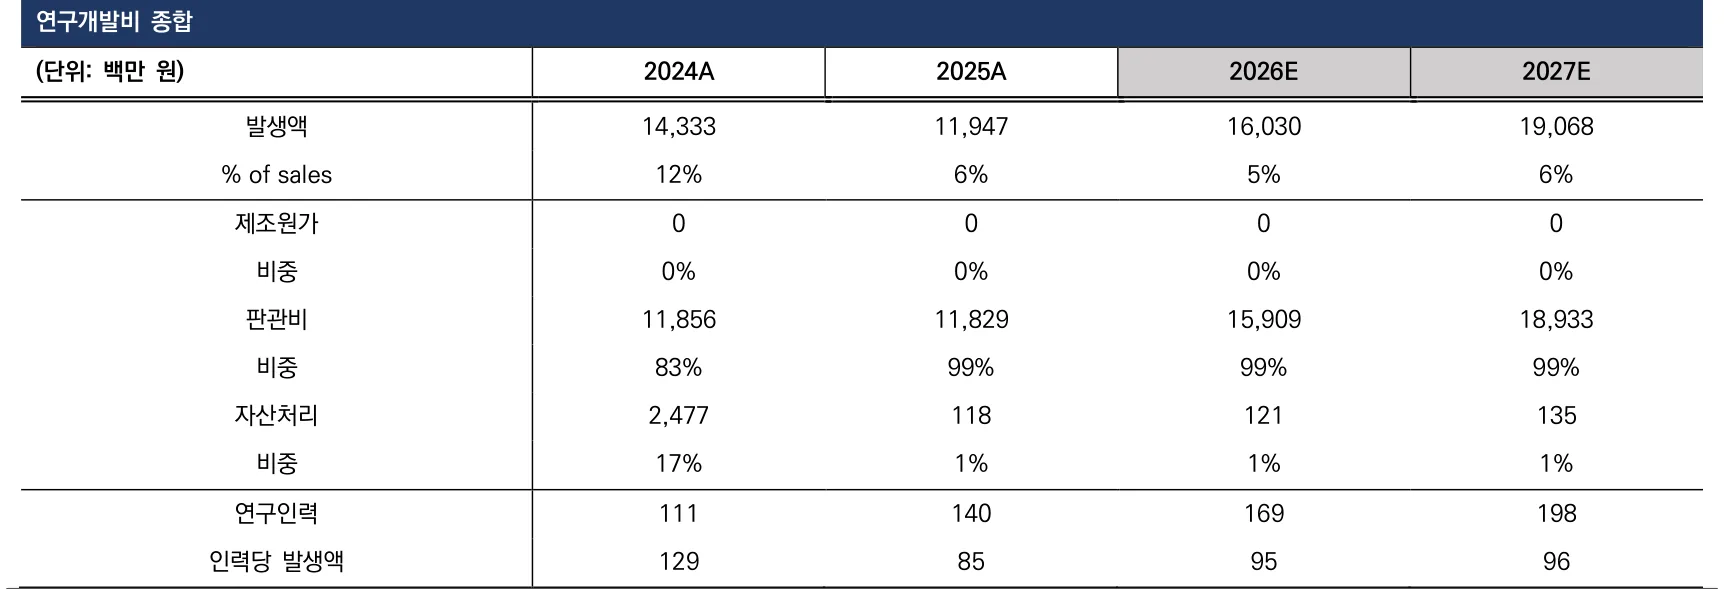 연구개발비 종합
(단위: 백만 원) 2024A 2025A 2026E 2027E
발생액 14,333 11,947 16,030 19,068
% of sales 12% 6% 5% 6%
제조원가 0 0 0 0
비중 0% 0% 0% 0%
판관비 11,856 11,829 15,909 18,933
비중 83% 99% 99% 99%
자산처리 2,477 118 121 135
비중 17% 1% 1% 1%
연구인력 111 140 169 198
인력당 발생액 129 85 95 96